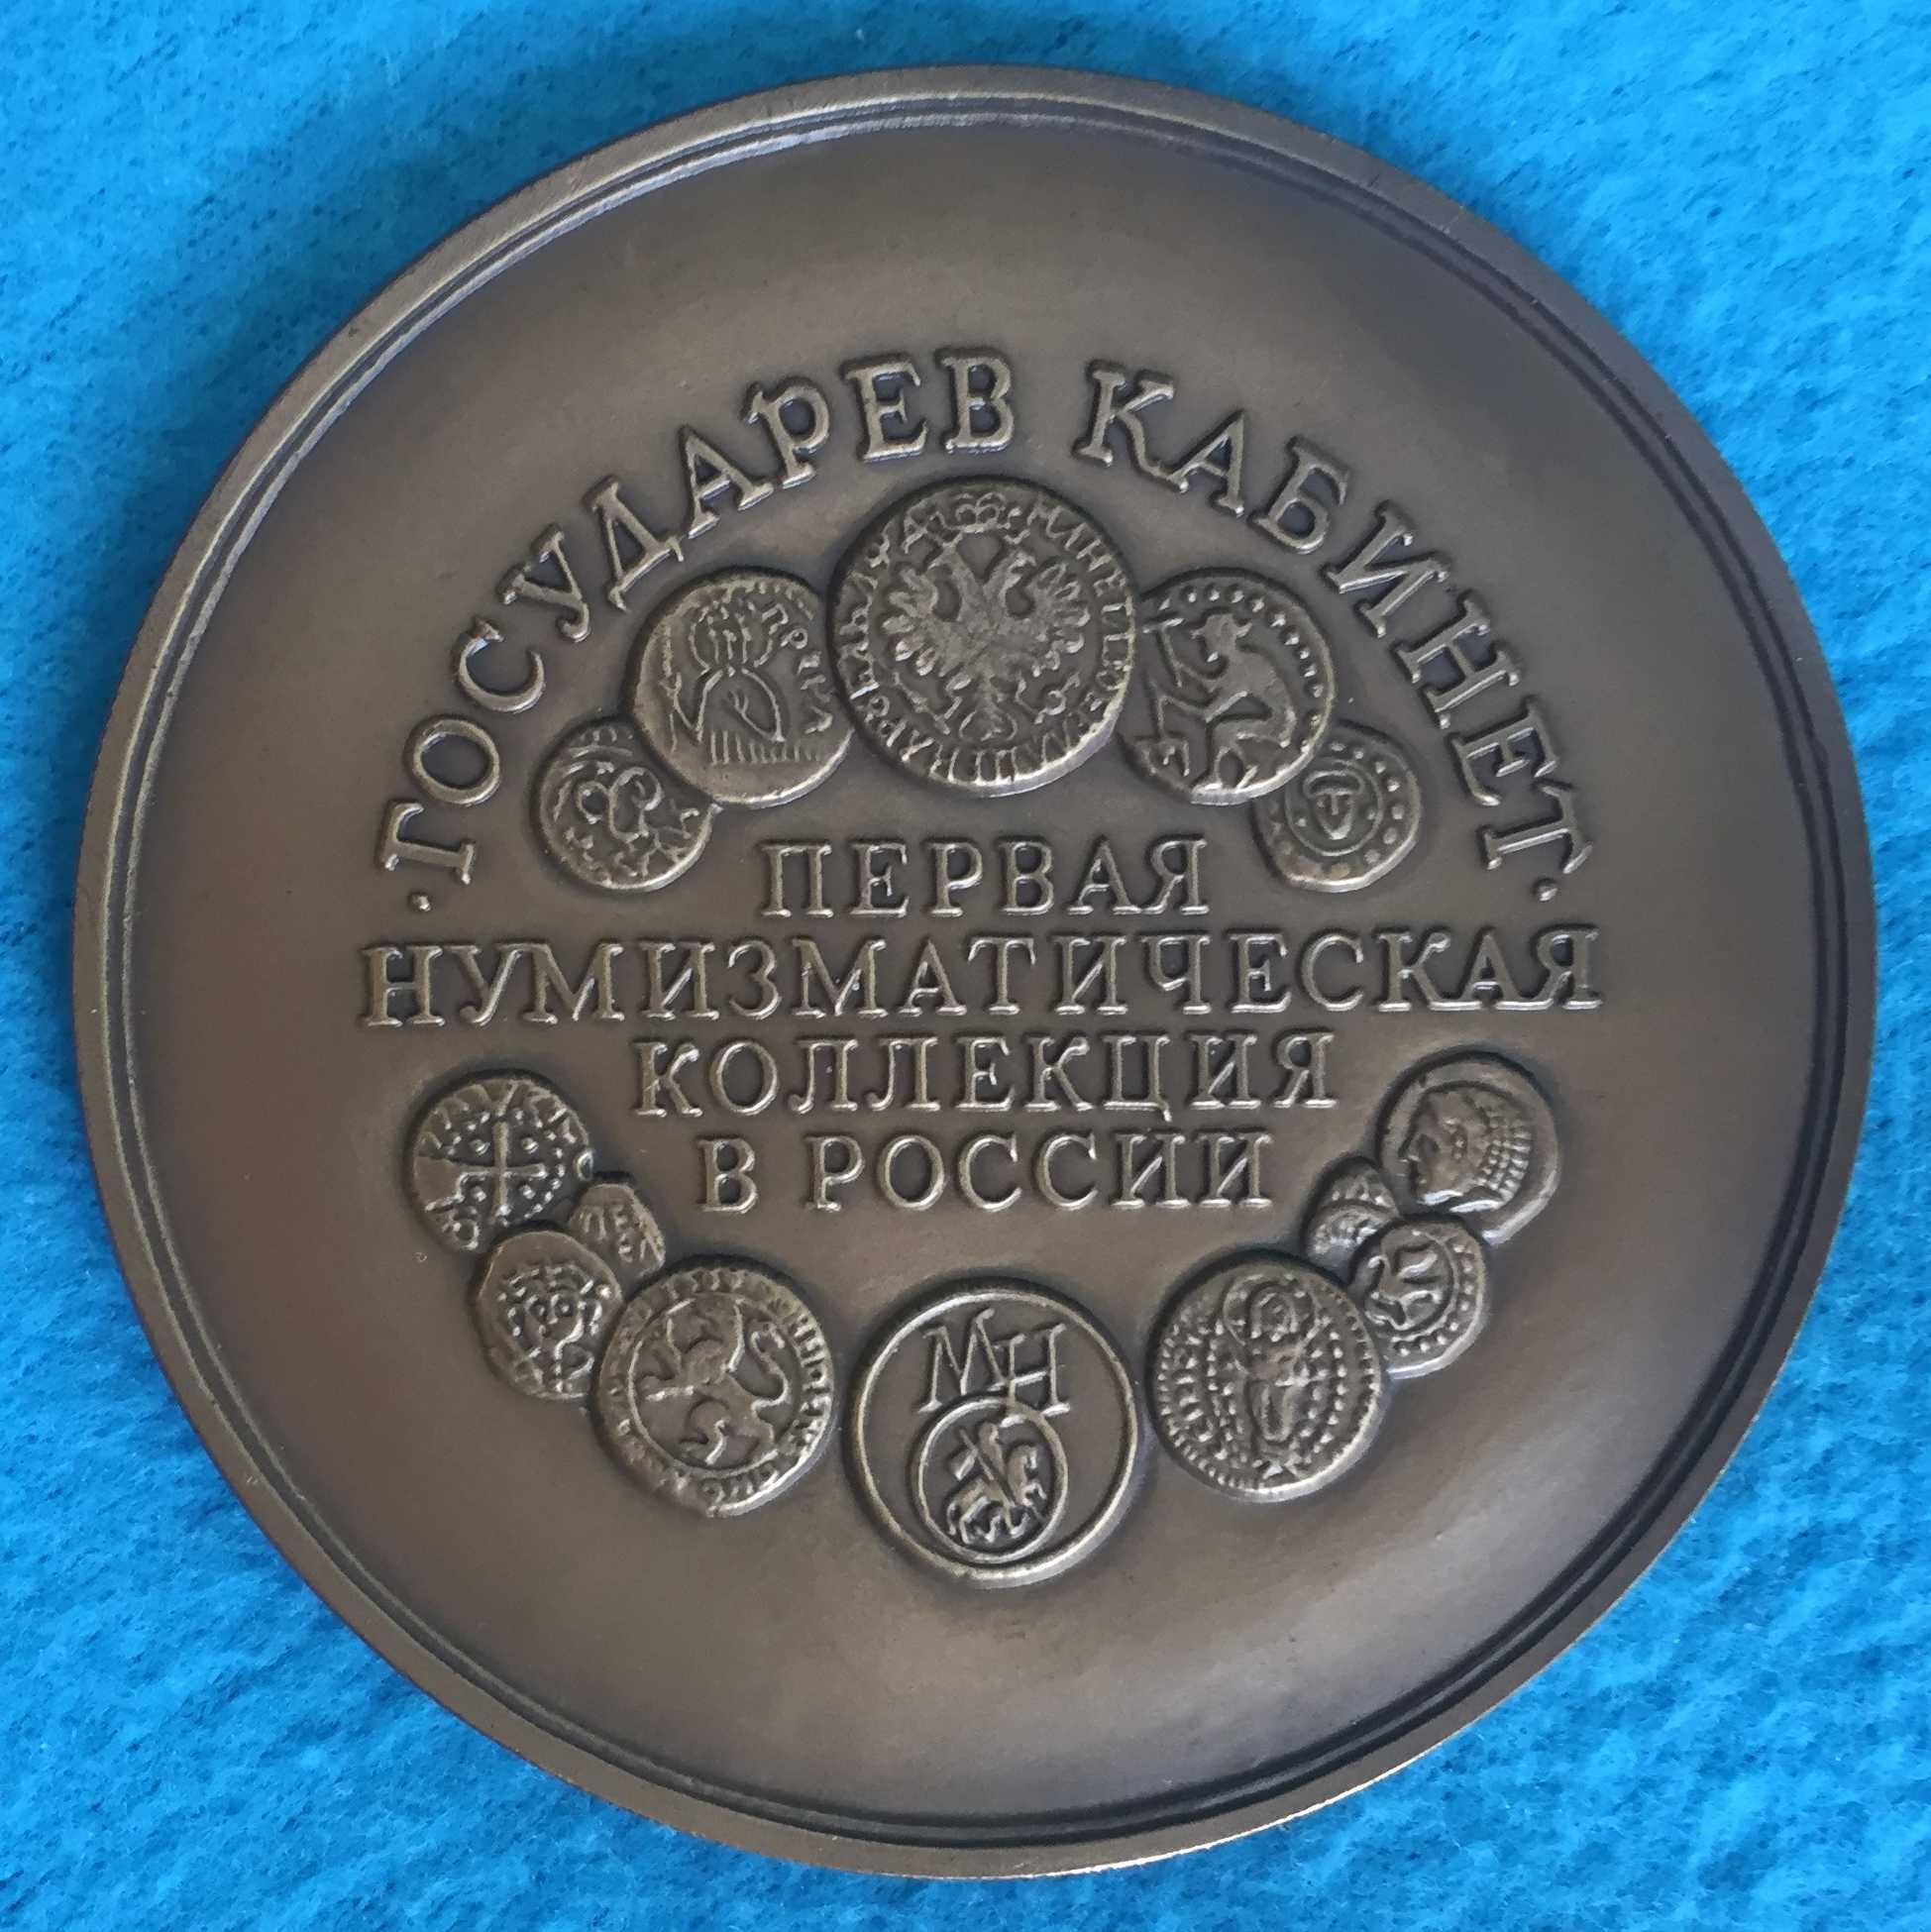 ·ГОСУДАРЕВ КАБИНЕТ·
ПЕРВАЯ
НУМИЗМАТИЧЕСКАЯ
КОЛЛЕКЦИЯ
В РОССИИ
МН